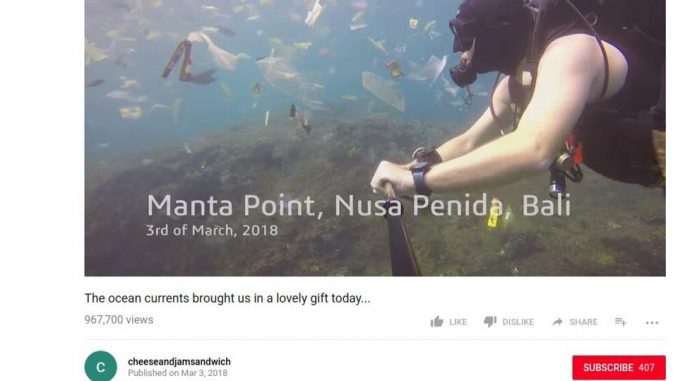 Manta Point, Nusa Penida, Bali
3rd of March, 2018
The ocean currents brought us in a lovely gift today...
967,700 views
LIKE DISLIKE SHARE
C cheeseandjamsandwich
Published on Mar 3, 2018
SUBSCRIBE 407